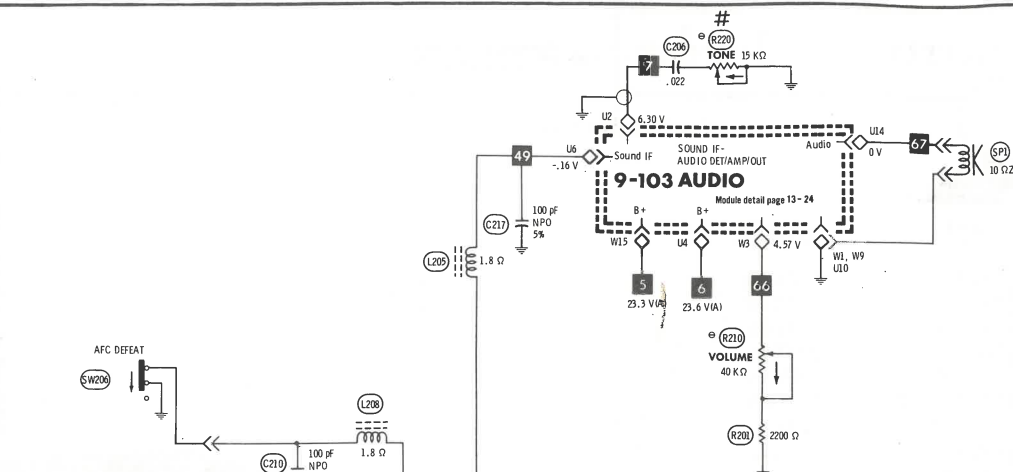 #
⊖ R220
C206
TONE 15 KΩ
7
.022
U2
6.30 V
U14
Audio
0 V
67
SP1
10 ΩZ
49
U6
-.16 V
Sound IF
SOUND IF-
AUDIO DET/AMP/OUT
9-103 AUDIO
Module detail page 13-24
C217
100 pF
NPO
5%
B+
B+
W15
U4
W3
4.57 V
W1, W9
U10
L205
1.8 Ω
5
6
66
23.3 V(A)
23.6 V(A)
⊖ R210
VOLUME
40 KΩ
AFC DEFEAT
SW206
L208
1.8 Ω
C210
100 pF
NPO
R201
2200 Ω